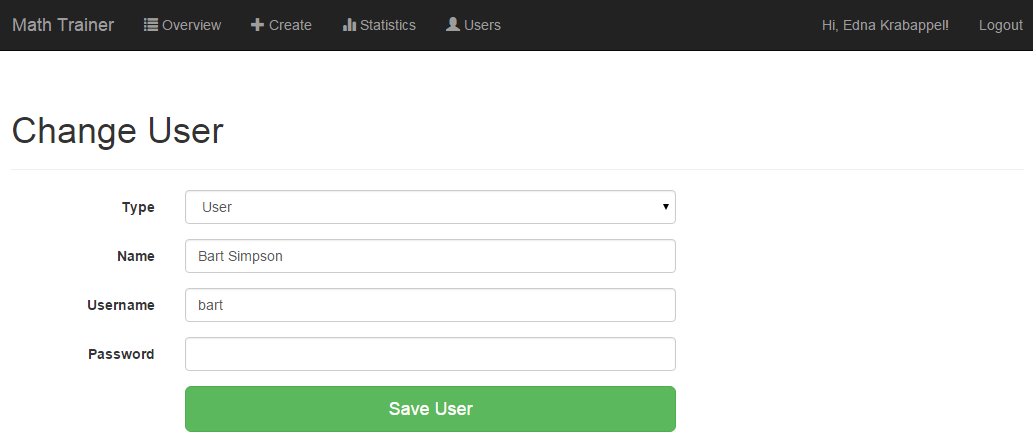 Math Trainer Overview Create Statistics Users Hi, Edna Krabappel! Logout
Change User
Type User
Name Bart Simpson
Username bart
Password
Save User